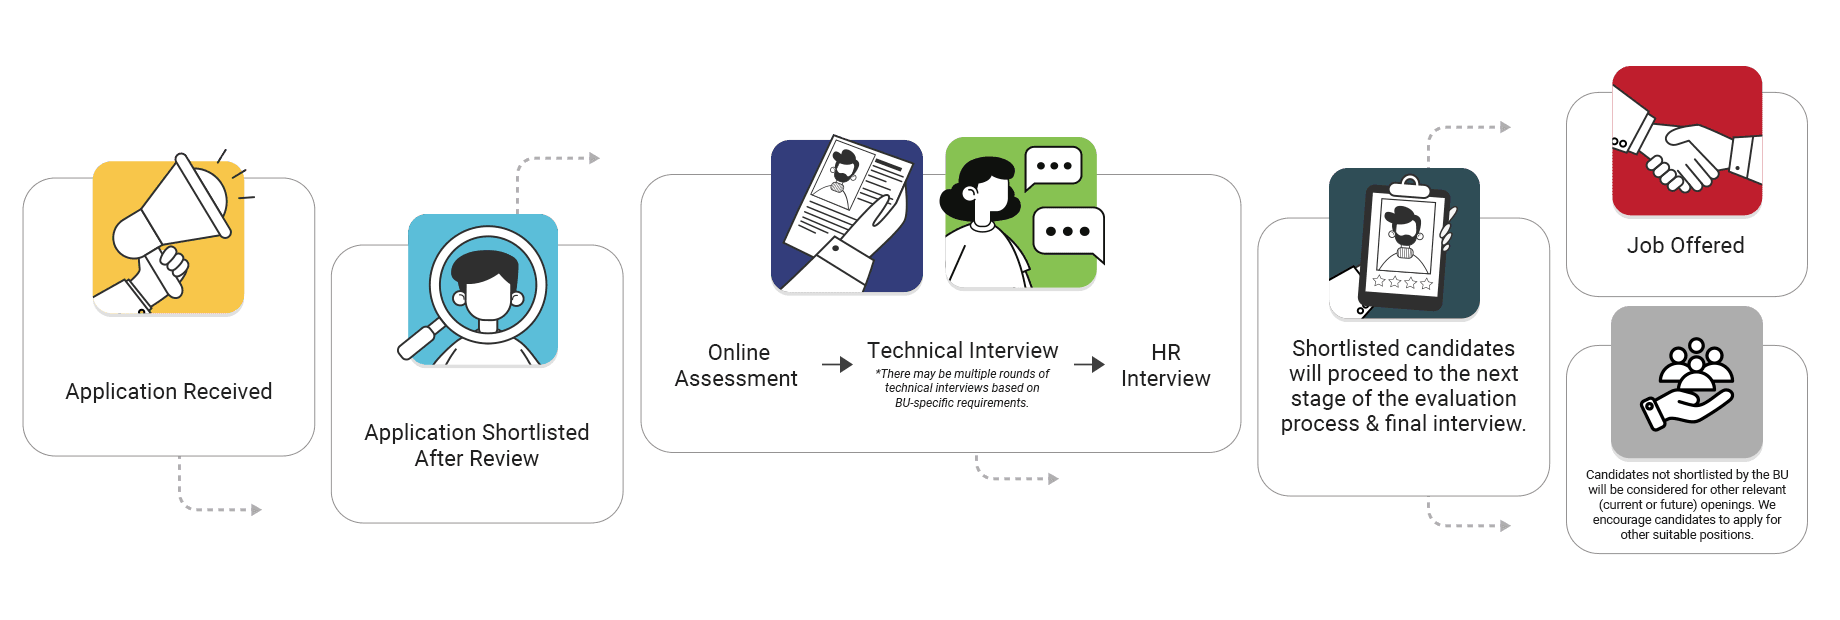 Application Received
Application Shortlisted
After Review
Online
Assessment
Technical Interview
*There may be multiple rounds of
technical interviews based on
BU-specific requirements.
HR
Interview
Shortlisted candidates
will proceed to the next
stage of the evaluation
process & final interview.
Job Offered
Candidates not shortlisted by the BU
will be considered for other relevant
(current or future) openings. We
encourage candidates to apply for
other suitable positions.